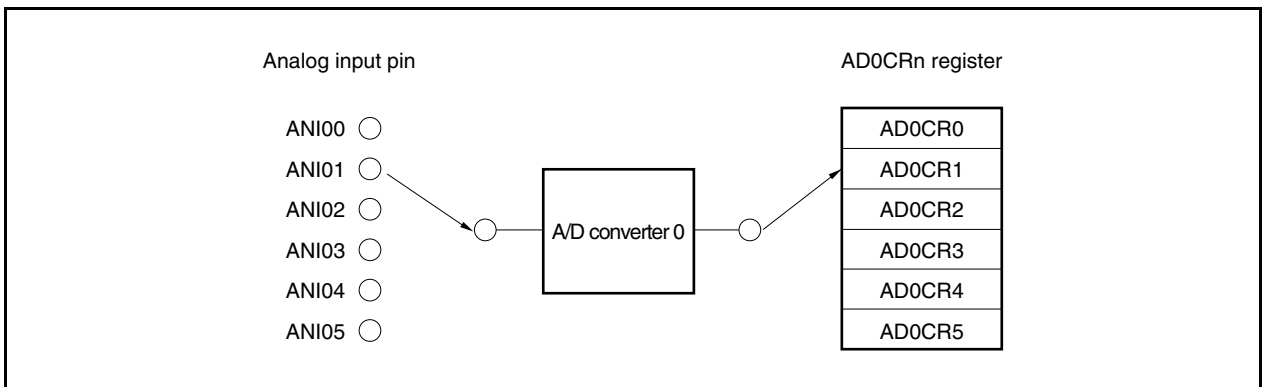 Analog input pin
AD0CRn register
ANI00
ANI01
ANI02
ANI03
ANI04
ANI05
A/D converter 0
AD0CR0
AD0CR1
AD0CR2
AD0CR3
AD0CR4
AD0CR5